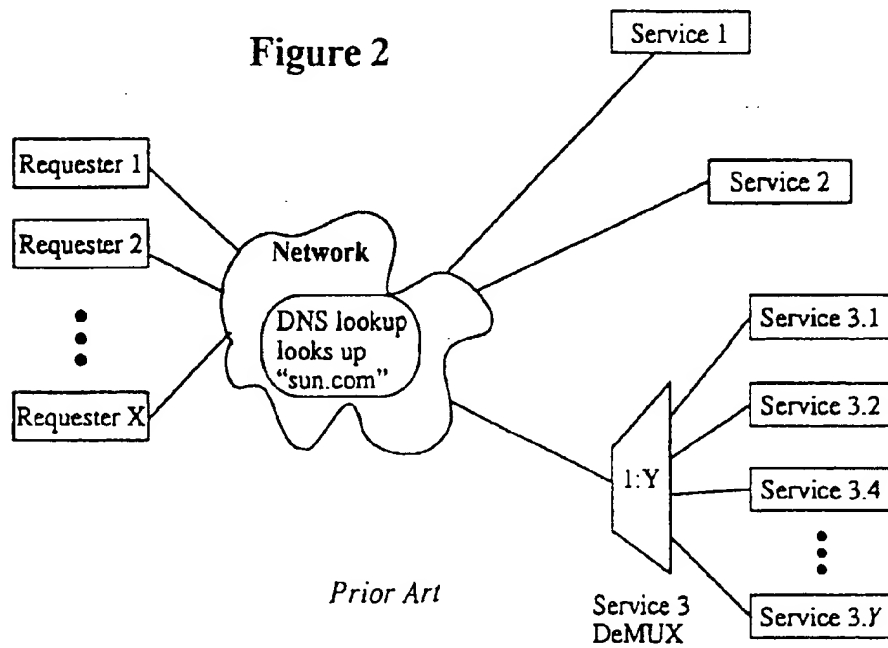 Figure 2
Service 1
Service 2
Requester 1
Requester 2
Requester X
Network
DNS lookup
looks up
“sun.com”
1:Y
Service 3
DeMUX
Service 3.1
Service 3.2
Service 3.4
Service 3.Y
Prior Art